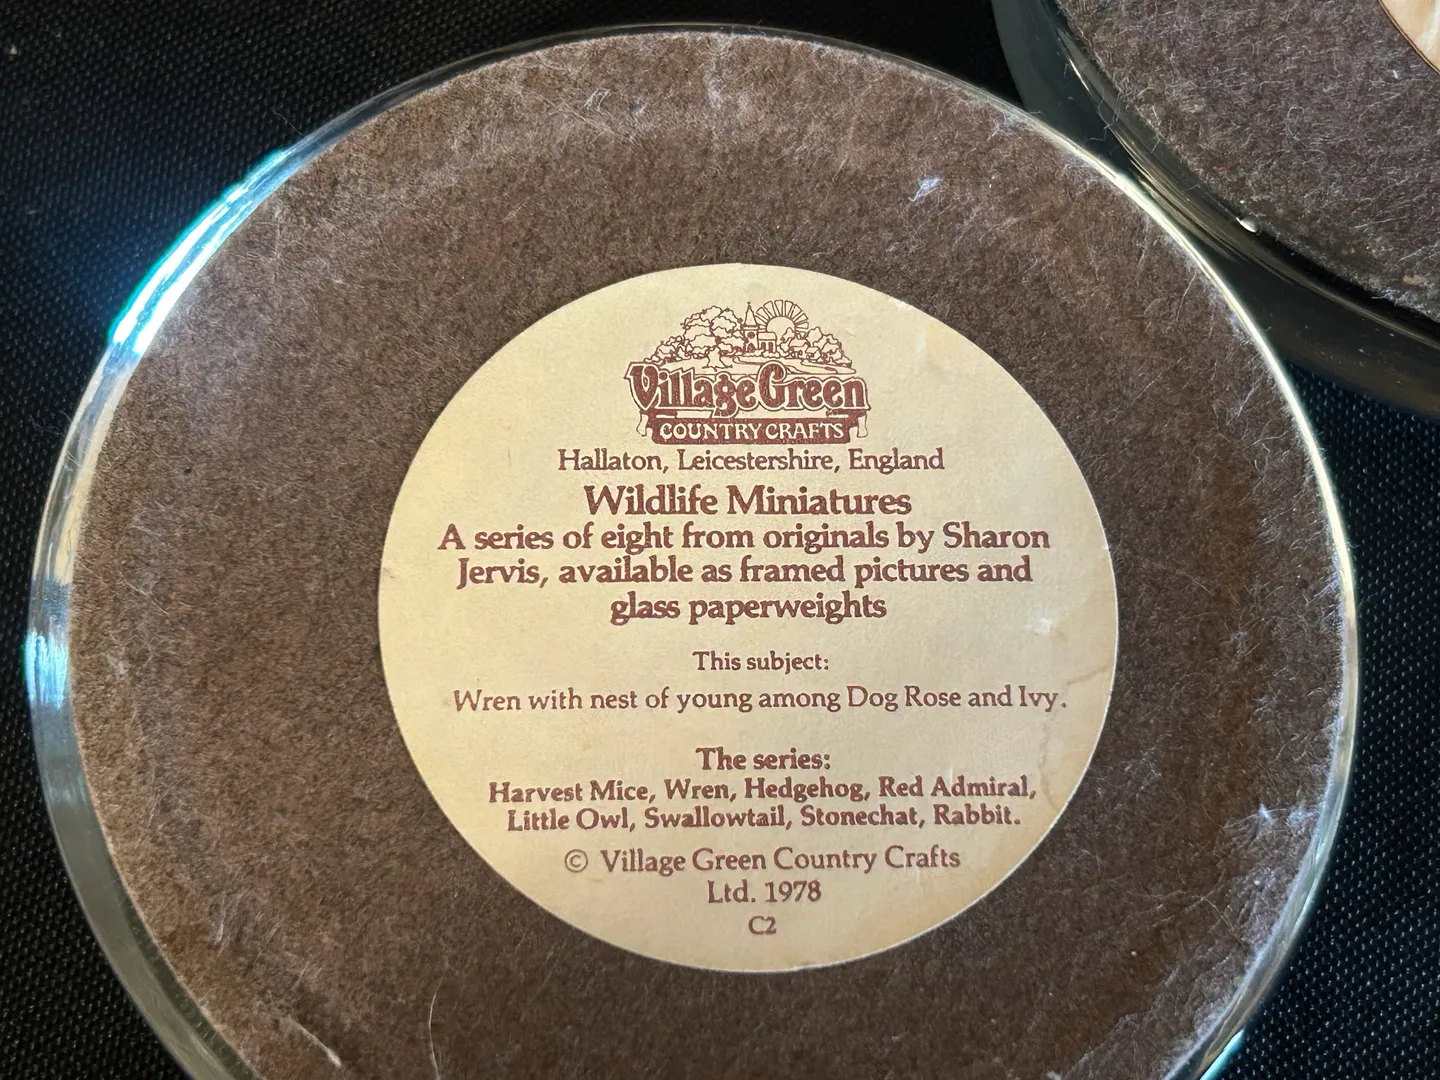 Village Green
COUNTRY CRAFTS
Hallaton, Leicestershire, England
Wildlife Miniatures
A series of eight from originals by Sharon
Jervis, available as framed pictures and
glass paperweights
This subject:
Wren with nest of young among Dog Rose and Ivy.
The series:
Harvest Mice, Wren, Hedgehog, Red Admiral,
Little Owl, Swallowtail, Stonechat, Rabbit.
© Village Green Country Crafts
Ltd. 1978
C2